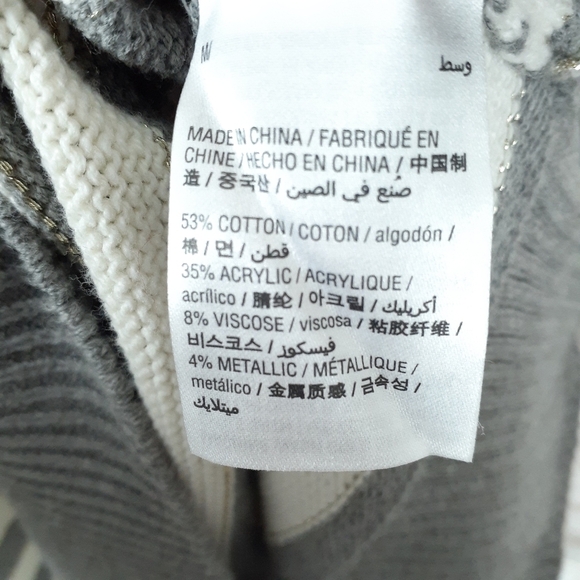 M وسط
MADE IN CHINA / FABRIQUÉ EN
CHINE / HECHO EN CHINA / 中国制
造 / 중국산 / صُنع في الصين /
53% COTTON / COTON / algodón /
棉 / 면 / قطن /
35% ACRYLIC / ACRYLIQUE /
acrílico / 腈纶 / 아크릴 / أكريليك /
8% VISCOSE / viscosa / 粘胶纤维 /
비스코스 / فيسكوز /
4% METALLIC / MÉTALLIQUE /
metálico / 金属质感 / 금속성 /
ميتلايك